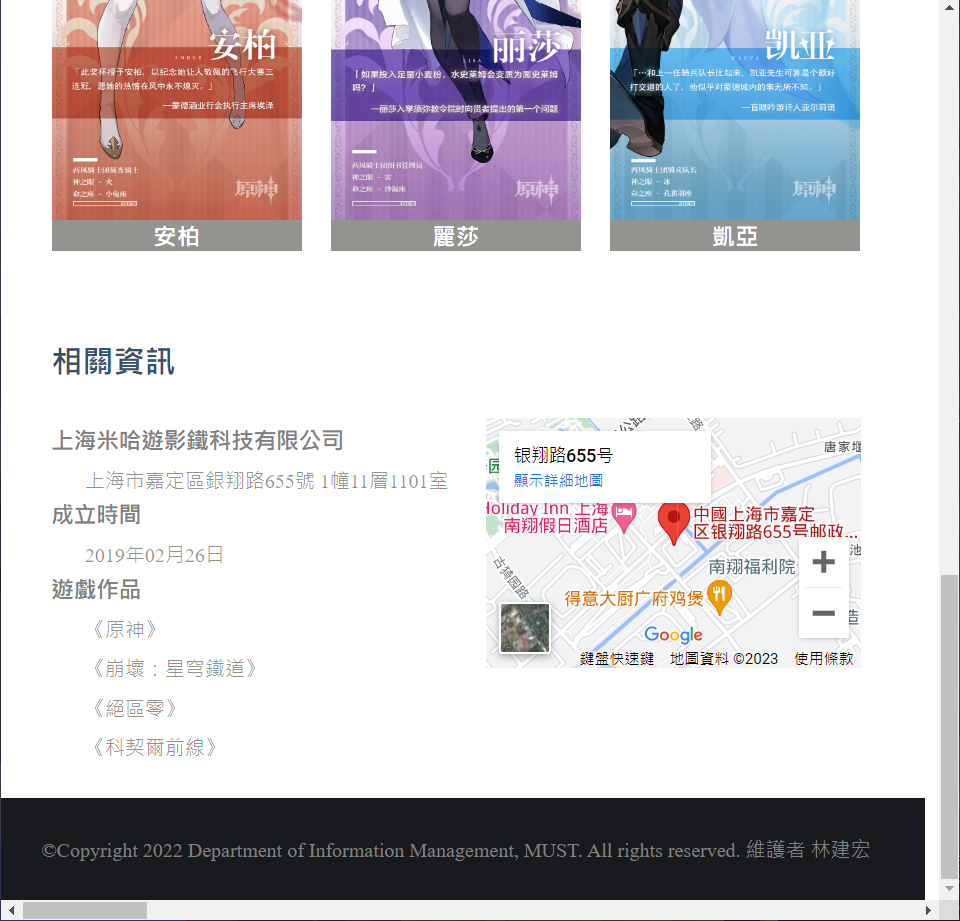 安柏
AMBER
「此奖杯授予安柏，以纪念她让人敬佩的飞行大赛三
连冠，愿她的热情在风中永不熄灭。」
—蒙德酒业行会执行主席埃泽
西风骑士团侦查骑士
神之眼 – 火
命之座 – 小兔座
原神
安柏
丽莎
LISA
「如果投入足量小麦粉，水史莱姆会变质为面史莱姆
吗？」
—丽莎入学须弥教令院时向贤者提出的第一个问题
西风骑士团图书管理员
神之眼 – 雷
命之座 – 沙漏座
原神
麗莎
凯亚
KAEYA
「…和上一任骑兵队长比起来，凯亚先生可算是个颇好
打交道的人了，他似乎对蒙德城内的事无所不知。」
—盲眼吟游诗人亚尔莉诺
西风骑士团骑兵队长
神之眼 – 冰
命之座 – 孔雀羽座
原神
凱亞
相關資訊
上海米哈遊影鐵科技有限公司
上海市嘉定區銀翔路655號 1幢11層1101室
成立時間
2019年02月26日
遊戲作品
《原神》
《崩壞：星穹鐵道》
《絕區零》
《科契爾前線》
银翔路655号
顯示詳細地圖
唐家堰
Holiday Inn 上海
南翔假日酒店
中國上海市嘉定
区银翔路655号邮政...
南翔福利院
古猗园路
得意大厨广府鸡煲
Google
鍵盤快速鍵 地圖資料 ©2023 使用條款
©Copyright 2022 Department of Information Management, MUST. All rights reserved. 維護者 林建宏